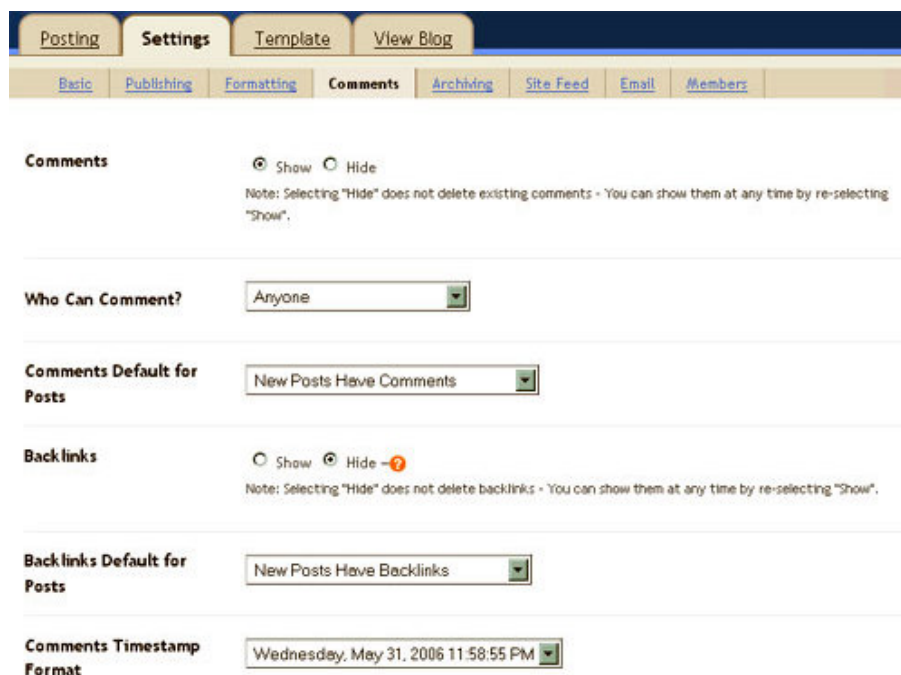 Posting Settings Template View Blog
Basic Publishing Formatting Comments Archiving Site Feed Email Members
Comments
Show Hide
Note: Selecting "Hide" does not delete existing comments - You can show them at any time by re-selecting
"Show".
Who Can Comment?
Anyone
Comments Default for
Posts
New Posts Have Comments
Backlinks
Show Hide –?
Note: Selecting "Hide" does not delete backlinks - You can show them at any time by re-selecting "Show".
Backlinks Default for
Posts
New Posts Have Backlinks
Comments Timestamp
Format
Wednesday, May 31, 2006 11:58:55 PM